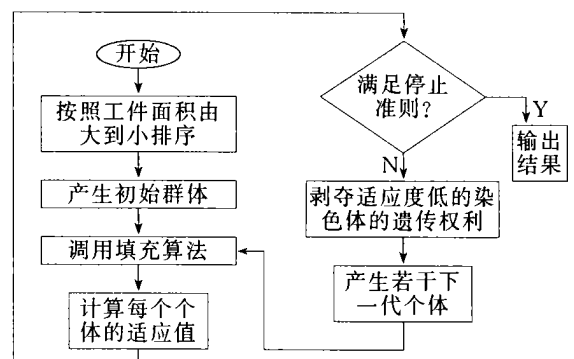 开始
按照工件面积由
大到小排序
产生初始群体
调用填充算法
计算每个个
体的适应值
满足停止
准则?
Y
输出
结果
N
剥夺适应度低的染
色体的遗传权利
产生若干下
一代个体